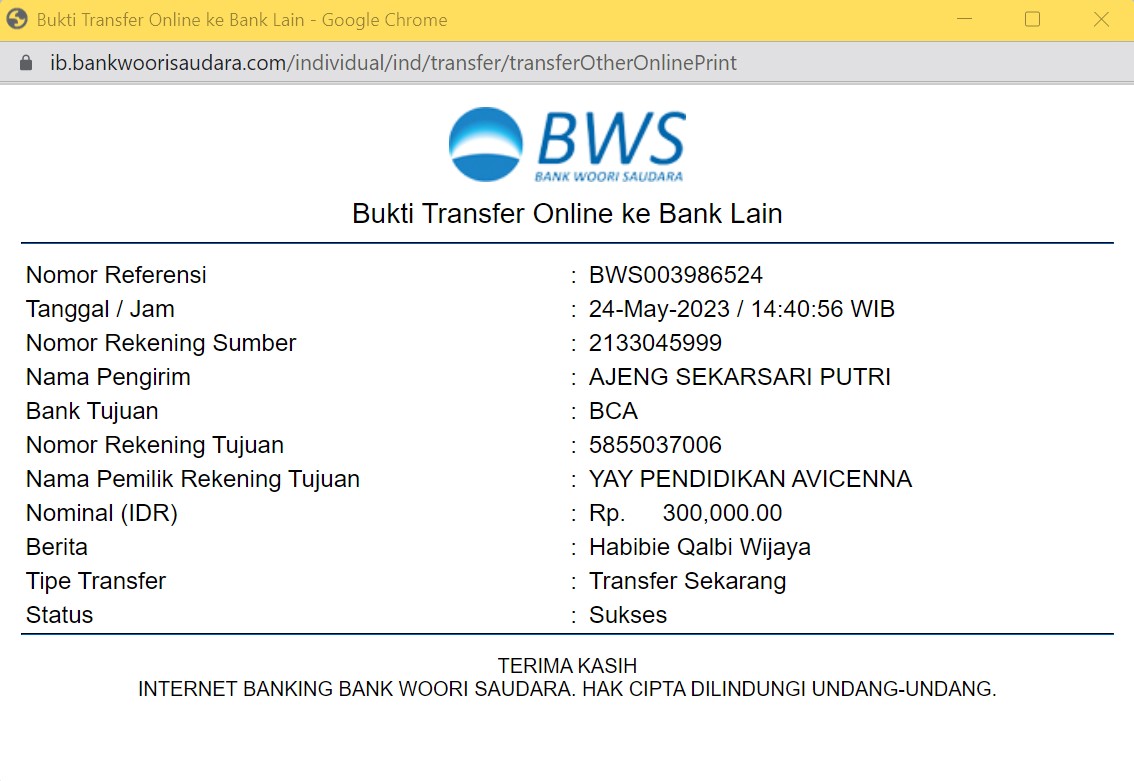 Bukti Transfer Online ke Bank Lain - Google Chrome
ib.bankwoorisaudara.com/individual/ind/transfer/transferOtherOnlinePrint
BWS
BANK WOORI SAUDARA
Bukti Transfer Online ke Bank Lain
Nomor Referensi : BWS003986524
Tanggal / Jam : 24-May-2023 / 14:40:56 WIB
Nomor Rekening Sumber : 2133045999
Nama Pengirim : AJENG SEKARSARI PUTRI
Bank Tujuan : BCA
Nomor Rekening Tujuan : 5855037006
Nama Pemilik Rekening Tujuan : YAY PENDIDIKAN AVICENNA
Nominal (IDR) : Rp. 300,000.00
Berita : Habibie Qalbi Wijaya
Tipe Transfer : Transfer Sekarang
Status : Sukses
TERIMA KASIH
INTERNET BANKING BANK WOORI SAUDARA. HAK CIPTA DILINDUNGI UNDANG-UNDANG.